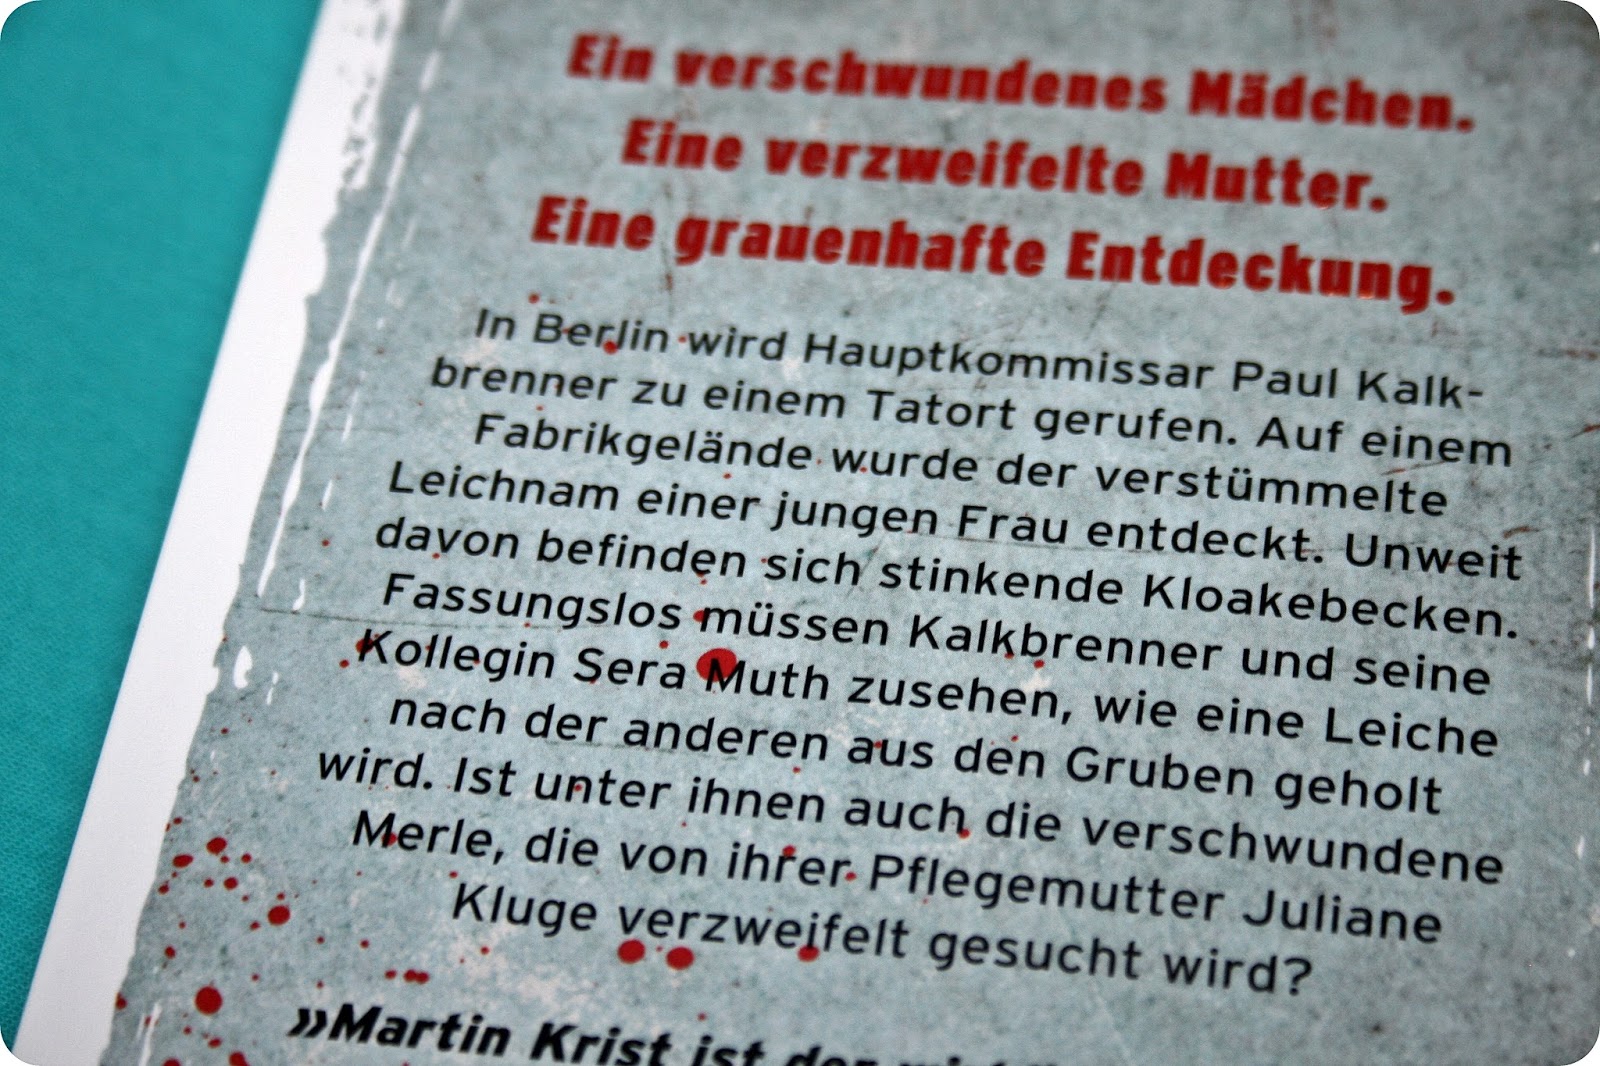 Ein verschwundenes Mädchen.
Eine verzweifelte Mutter.
Eine grauenhafte Entdeckung.
In Berlin wird Hauptkommissar Paul Kalk-
brenner zu einem Tatort gerufen. Auf einem
Fabrikgelände wurde der verstümmelte
Leichnam einer jungen Frau entdeckt. Unweit
davon befinden sich stinkende Kloakebecken.
Fassungslos müssen Kalkbrenner und seine
Kollegin Sera Muth zusehen, wie eine Leiche
nach der anderen aus den Gruben geholt
wird. Ist unter ihnen auch die verschwundene
Merle, die von ihrer Pflegemutter Juliane
Kluge verzweifelt gesucht wird?
»Martin Krist ist der